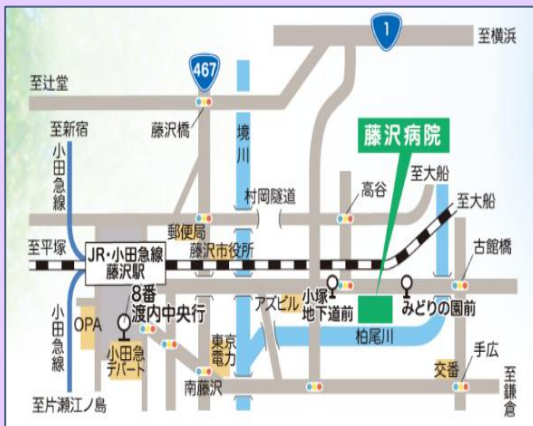 1
至横浜
467
至辻堂
藤沢橋
至新宿
小田急線
境川
藤沢病院
至大船
村岡隧道
高谷
至大船
郵便局
至平塚
JR・小田急線
藤沢駅
藤沢市役所
古館橋
8番
渡内中央行
アズビル
小塚
地下道前
みどりの園前
小田急線
OPA
小田急
デパート
東京
電力
柏尾川
手広
交番
南藤沢
至鎌倉
至片瀬江ノ島